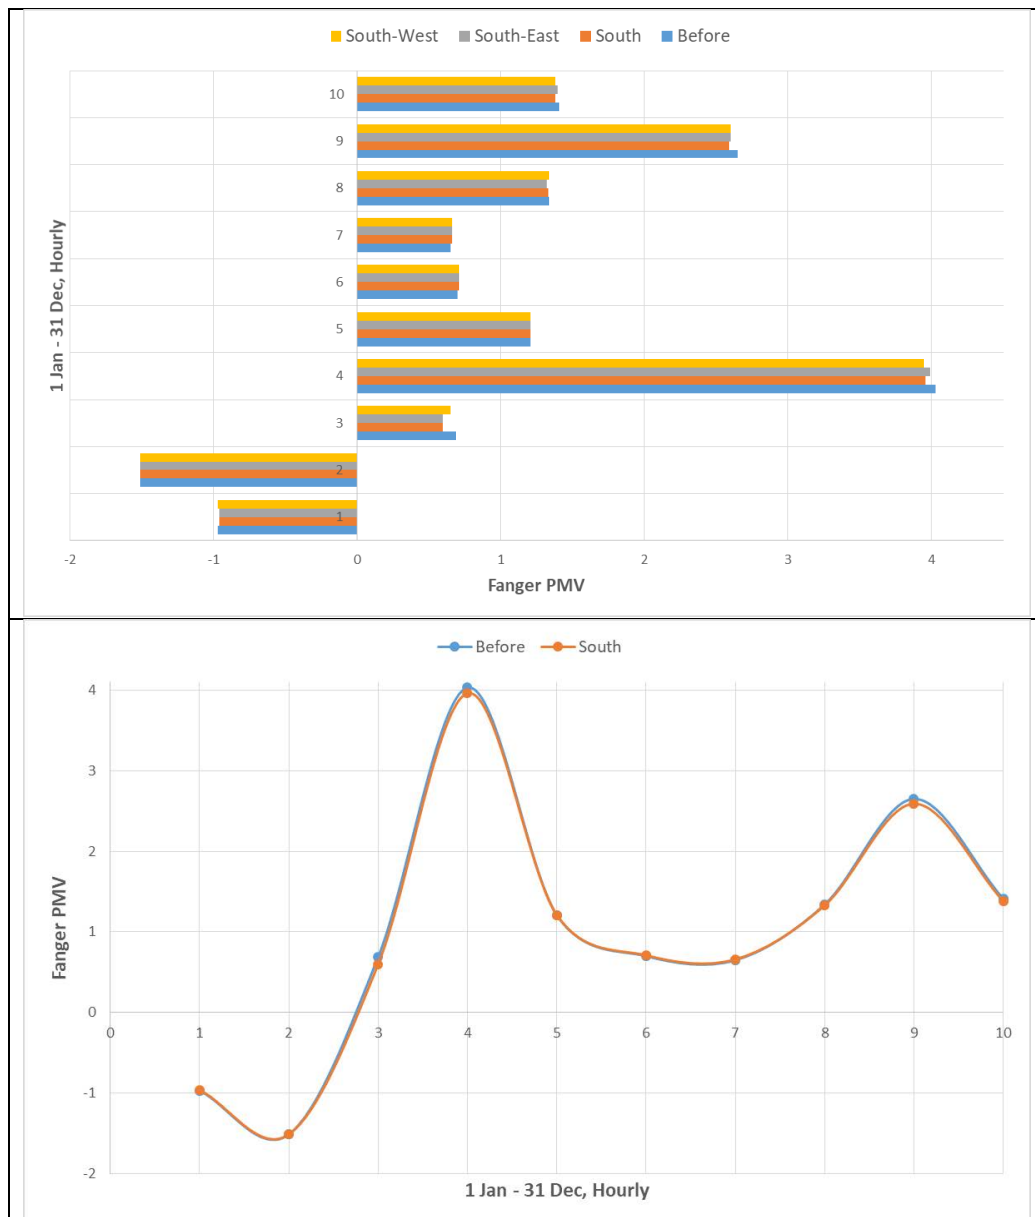 South-West South-East South Before
10
9
8
7
6
5
4
3
2
1
1 Jan - 31 Dec, Hourly
-2 -1 0 1 2 3 4
Fanger PMV
Before South
4
3
2
1
0
-1
-2
Fanger PMV
0 1 2 3 4 5 6 7 8 9 10
1 Jan - 31 Dec, Hourly